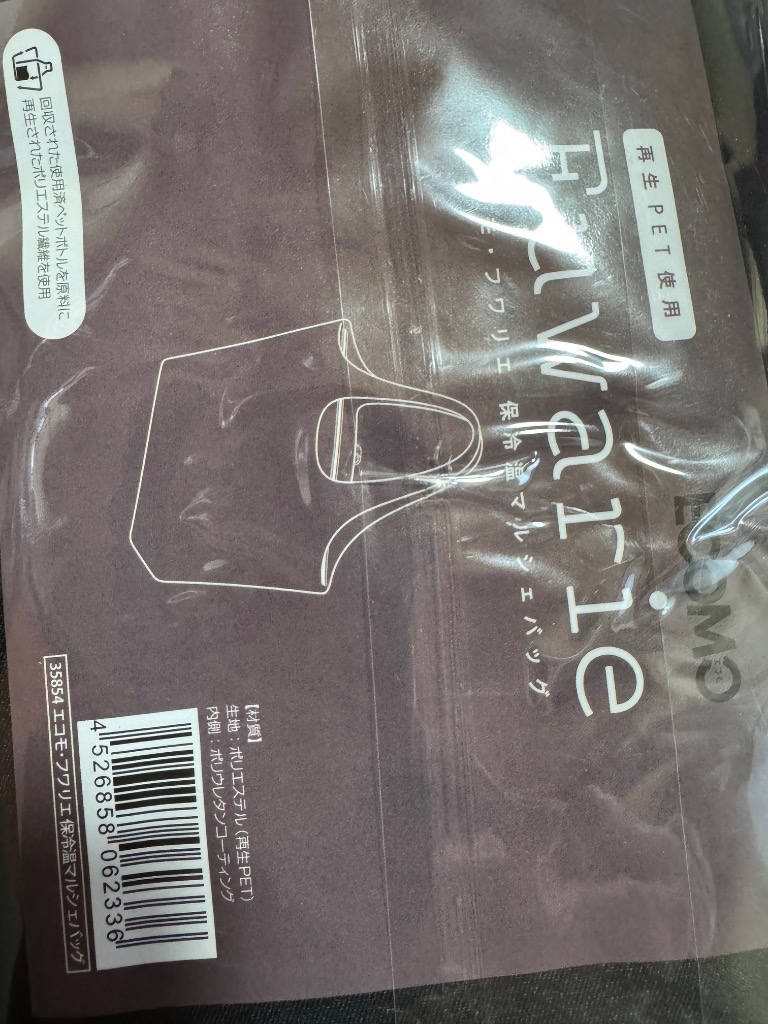 ECOMO
再生PET使用
Fuwarie
エコモ・フワリエ 保冷温マルシェバッグ
【材質】
生地：ポリエステル（再生PET）
内側：ポリウレタンコーティング
4 526858 062336
35854 エコモ・フワリエ 保冷温マルシェバッグ
回収された使用済ペットボトルを原料に
再生されたポリエステル繊維を使用